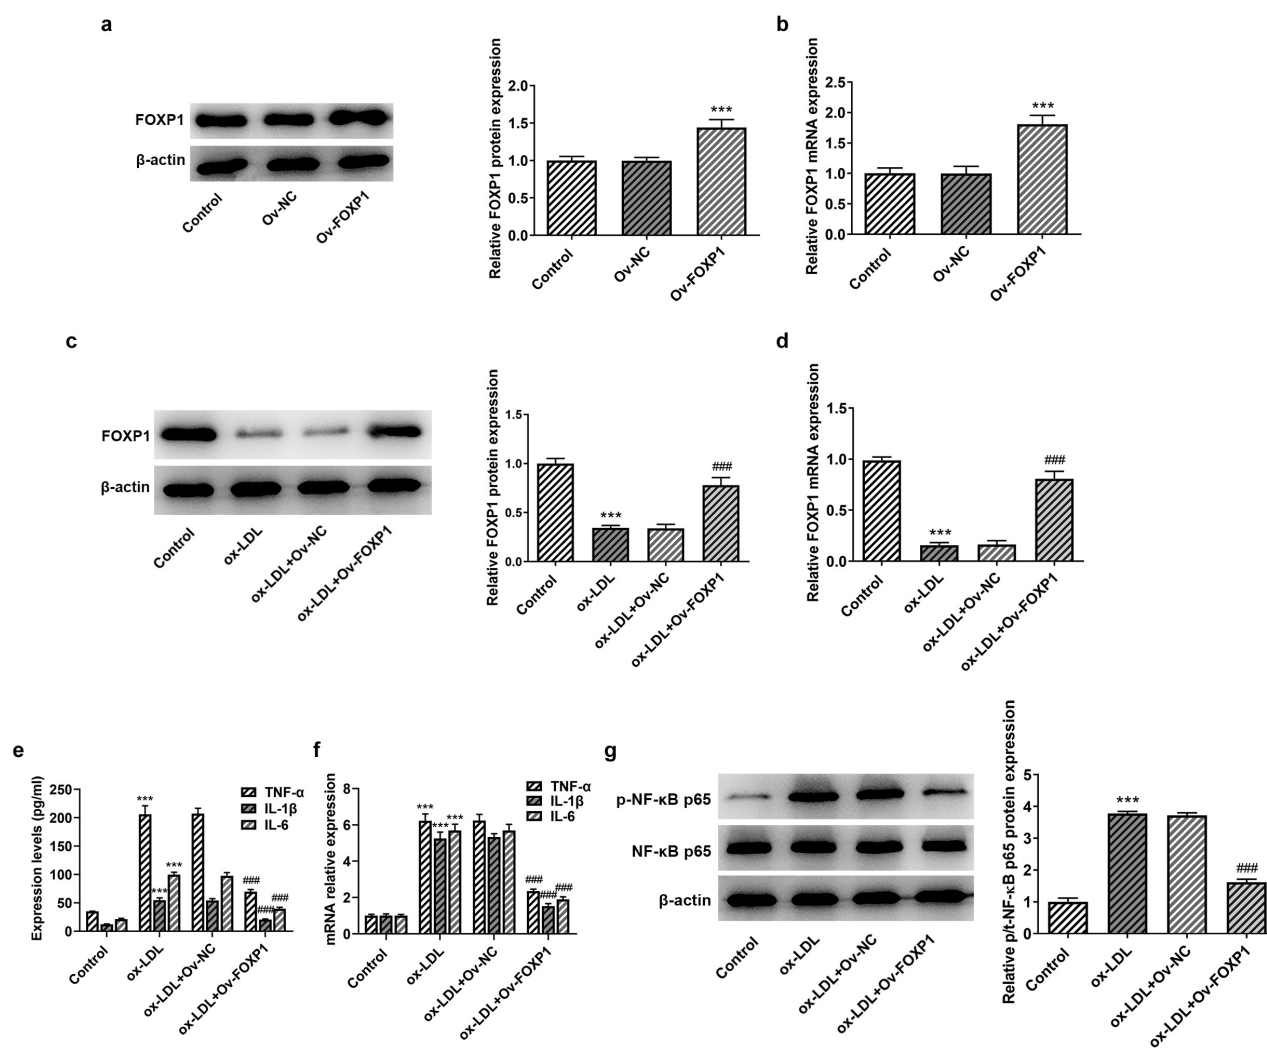 a
FOXP1
β-actin
Control
Ov-NC
Ov-FOXP1
Relative FOXP1 protein expression
2.0
1.5
1.0
0.5
0.0
***
Control
Ov-NC
Ov-FOXP1
b
Relative FOXP1 mRNA expression
2.5
2.0
1.5
1.0
0.5
0.0
***
Control
Ov-NC
Ov-FOXP1
c
FOXP1
β-actin
Control
ox-LDL
ox-LDL+Ov-NC
ox-LDL+Ov-FOXP1
Relative FOXP1 protein expression
1.5
1.0
0.5
0.0
***
###
Control
ox-LDL
ox-LDL+Ov-NC
ox-LDL+Ov-FOXP1
d
Relative FOXP1 mRNA expression
1.5
1.0
0.5
0.0
***
###
Control
ox-LDL
ox-LDL+Ov-NC
ox-LDL+Ov-FOXP1
e
Expression levels (pg/ml)
250
200
150
100
50
0
TNF-α
IL-1β
IL-6
***
***
***
###
###
###
Control
ox-LDL
ox-LDL+Ov-NC
ox-LDL+Ov-FOXP1
f
mRNA relative expression
8
6
4
2
0
TNF-α
IL-1β
IL-6
***
***
***
###
###
###
Control
ox-LDL
ox-LDL+Ov-NC
ox-LDL+Ov-FOXP1
g
p-NF-κB p65
NF-κB p65
β-actin
Control
ox-LDL
ox-LDL+Ov-NC
ox-LDL+Ov-FOXP1
Relative p/t-NF-κB p65 protein expression
5
4
3
2
1
0
***
###
Control
ox-LDL
ox-LDL+Ov-NC
ox-LDL+Ov-FOXP1